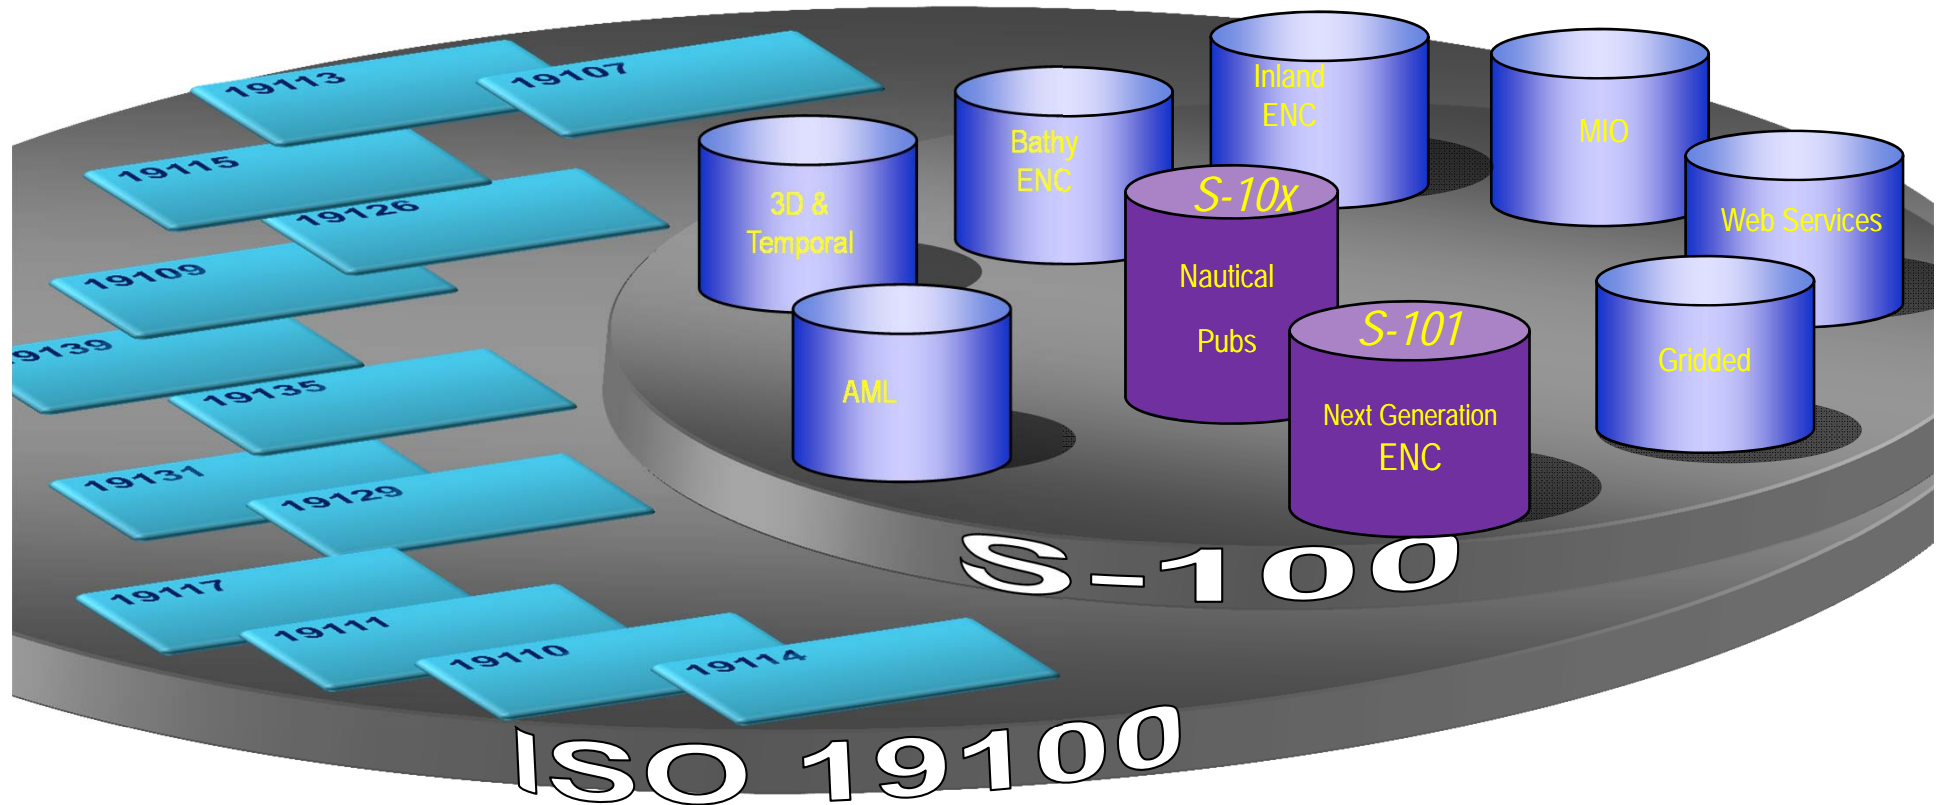 19113
19107
19115
19126
19109
19139
19135
19131
19129
19117
19111
19110
19114
Inland
ENC
MIO
Bathy
ENC
3D &
Temporal
S-10x
Nautical
Pubs
Web Services
S-101
Next Generation
ENC
Gridded
AML
S-100
ISO 19100